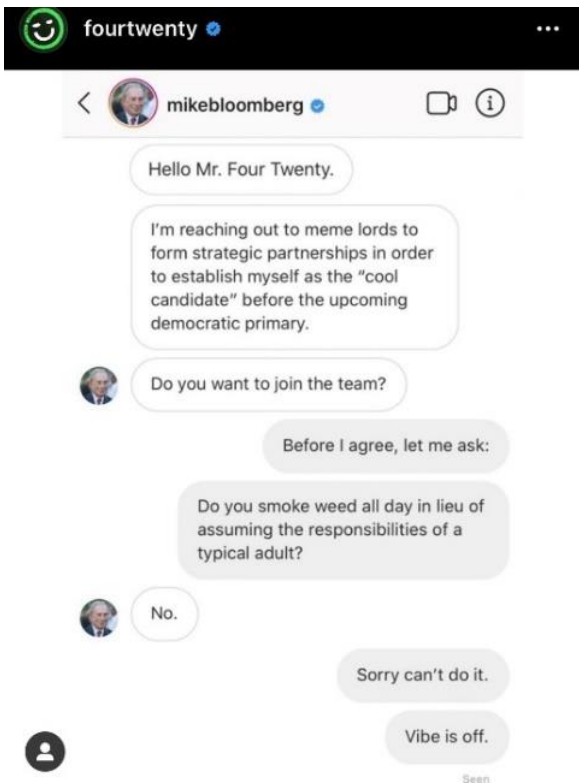 fourtwenty
mikebloomberg
Hello Mr. Four Twenty.
I'm reaching out to meme lords to
form strategic partnerships in order
to establish myself as the “cool
candidate” before the upcoming
democratic primary.
Do you want to join the team?
Before I agree, let me ask:
Do you smoke weed all day in lieu of
assuming the responsibilities of a
typical adult?
No.
Sorry can't do it.
Vibe is off.
Seen